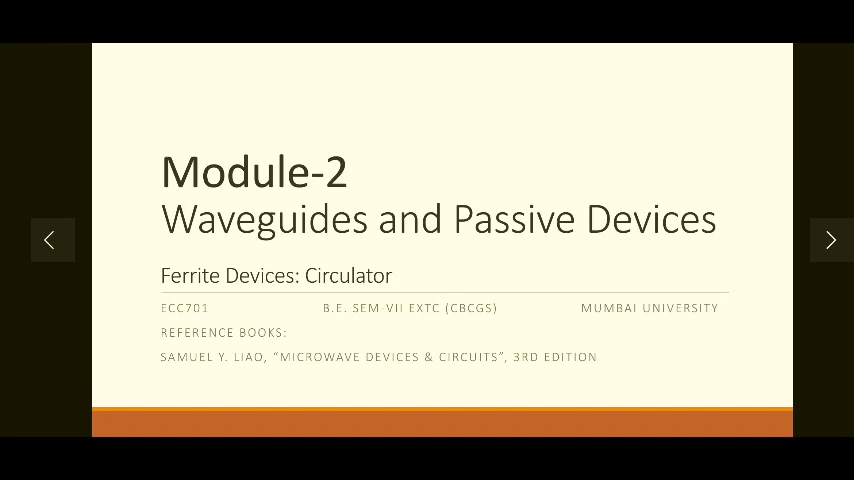 Module-2
Waveguides and Passive Devices
Ferrite Devices: Circulator
ECC701 B.E. SEM-VII EXTC (CBCGS) MUMBAI UNIVERSITY
REFERENCE BOOKS:
SAMUEL Y. LIAO, “MICROWAVE DEVICES & CIRCUITS”, 3RD EDITION